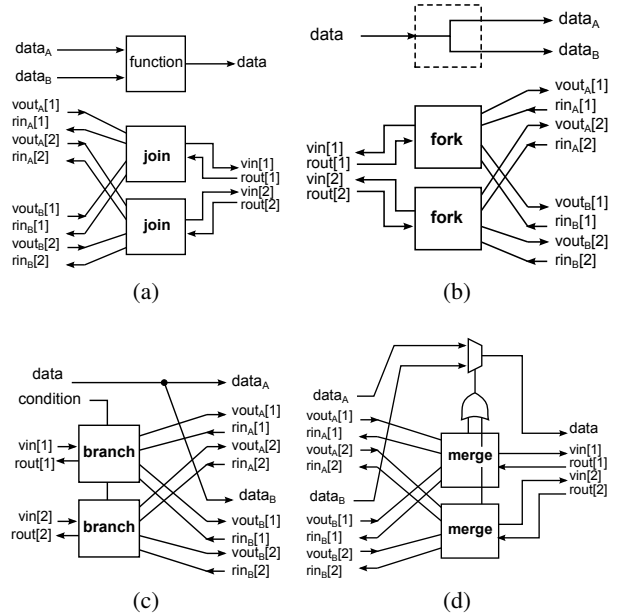 data_A
data_B
function
data
vout_A[1]
rin_A[1]
vout_A[2]
rin_A[2]
vout_B[1]
rin_B[1]
vout_B[2]
rin_B[2]
join
join
vin[1]
rout[1]
vin[2]
rout[2]
(a)
data
data_A
data_B
vin[1]
rout[1]
vin[2]
rout[2]
fork
fork
vout_A[1]
rin_A[1]
vout_A[2]
rin_A[2]
vout_B[1]
rin_B[1]
vout_B[2]
rin_B[2]
(b)
data
condition
vin[1]
rout[1]
vin[2]
rout[2]
branch
branch
data_A
vout_A[1]
rin_A[1]
vout_A[2]
rin_A[2]
data_B
vout_B[1]
rin_B[1]
vout_B[2]
rin_B[2]
(c)
data_A
vout_A[1]
rin_A[1]
vout_A[2]
rin_A[2]
data_B
vout_B[1]
rin_B[1]
vout_B[2]
rin_B[2]
merge
merge
data
vin[1]
rout[1]
vin[2]
rout[2]
(d)